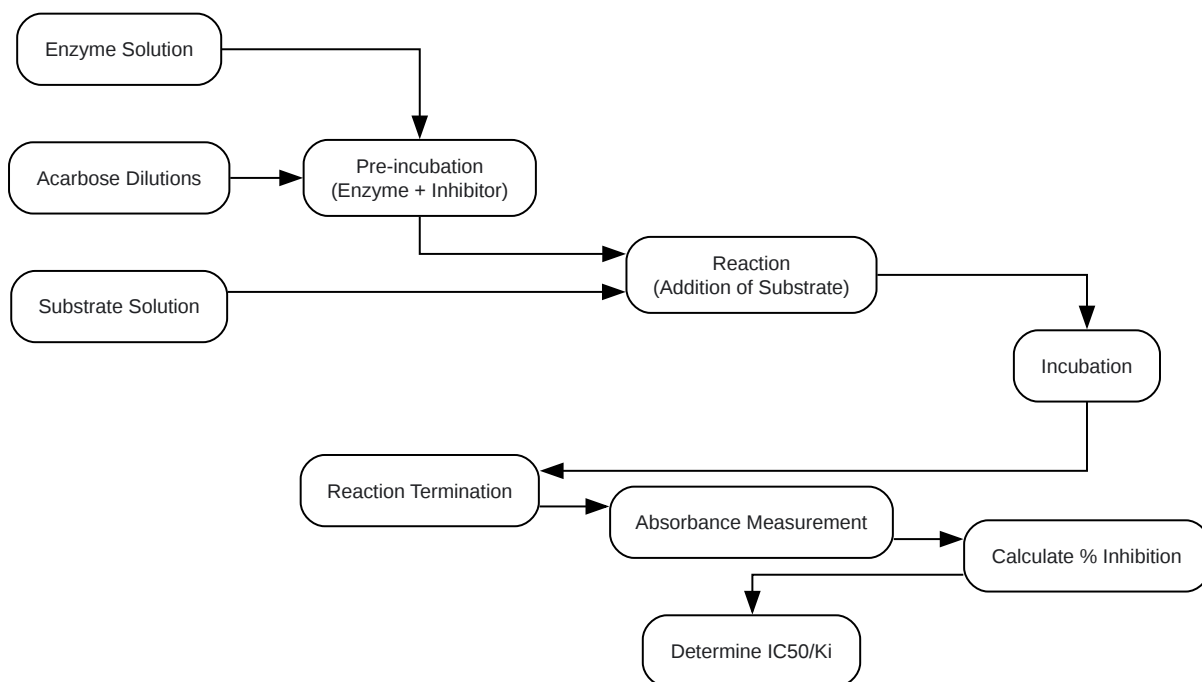 Enzyme Solution
Acarbose Dilutions
Pre-incubation
(Enzyme + Inhibitor)
Substrate Solution
Reaction
(Addition of Substrate)
Incubation
Reaction Termination
Absorbance Measurement
Calculate % Inhibition
Determine IC50/Ki